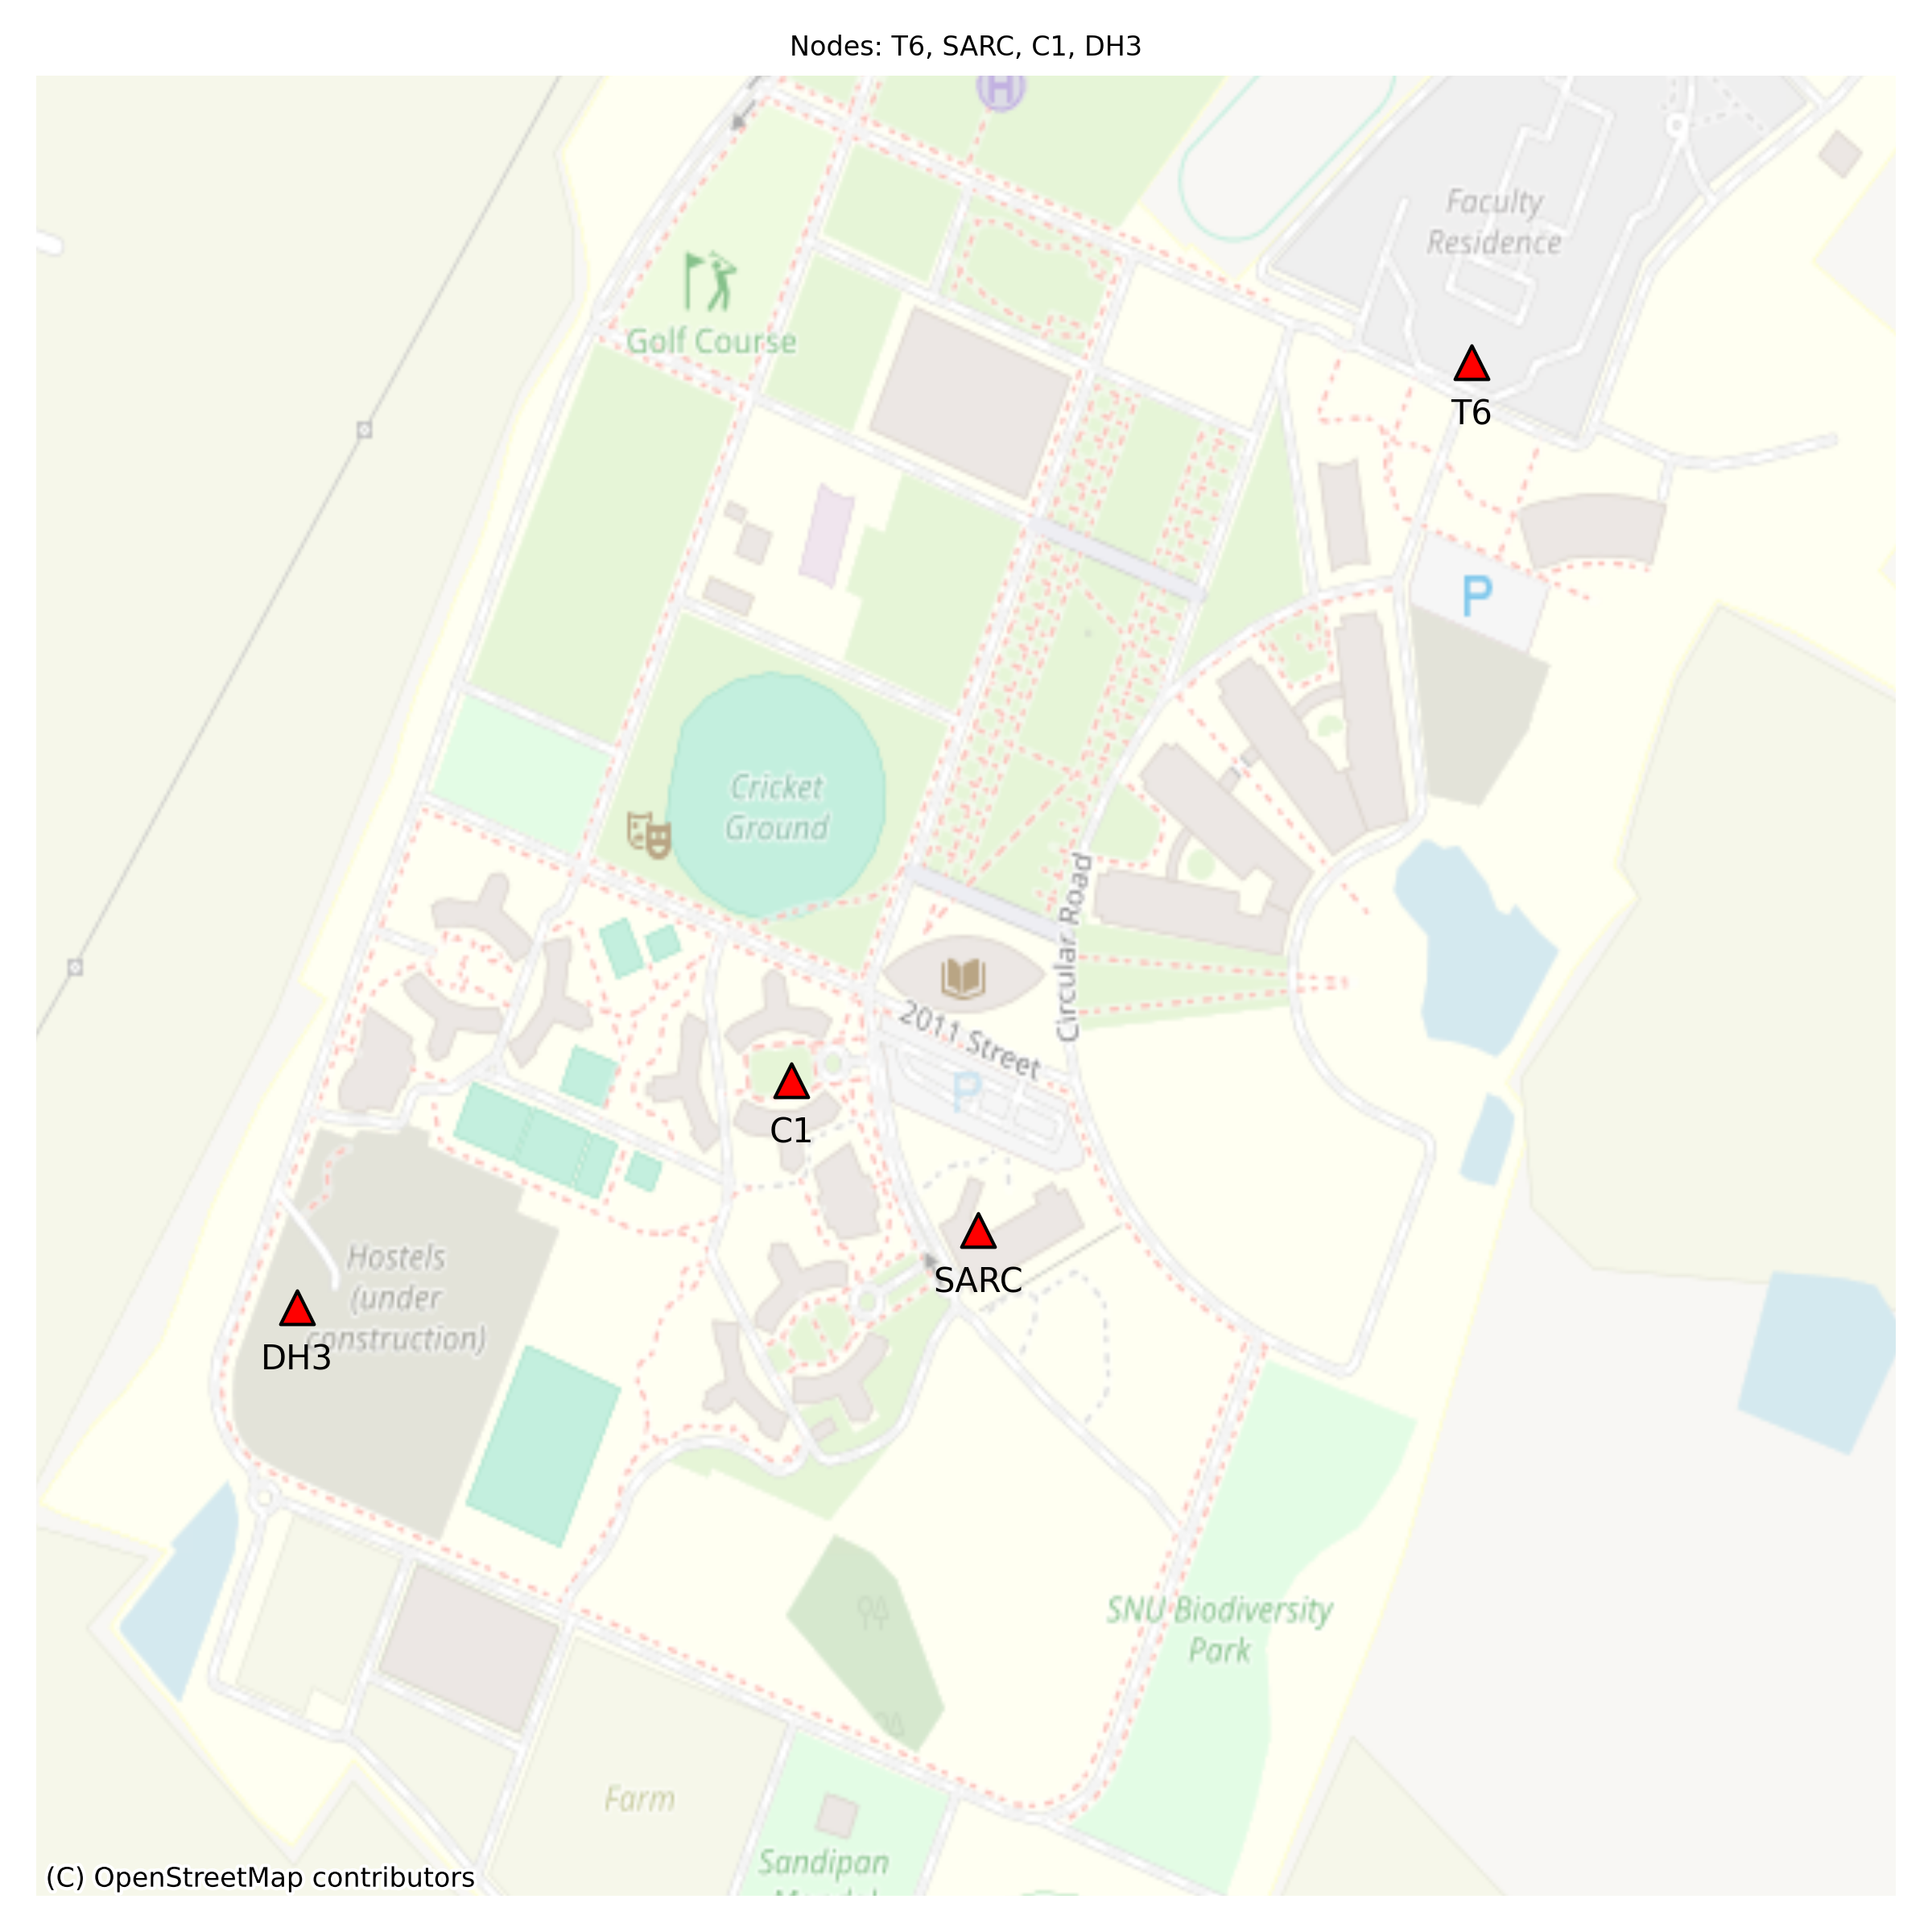 Nodes: T6, SARC, C1, DH3
H
Faculty
Residence
Golf Course
T6
P
Cricket
Ground
Circular Road
2011 Street
P
C1
SARC
Hostels
(under
construction)
DH3
SNU Biodiversity
Park
Farm
Sandipan
(C) OpenStreetMap contributors